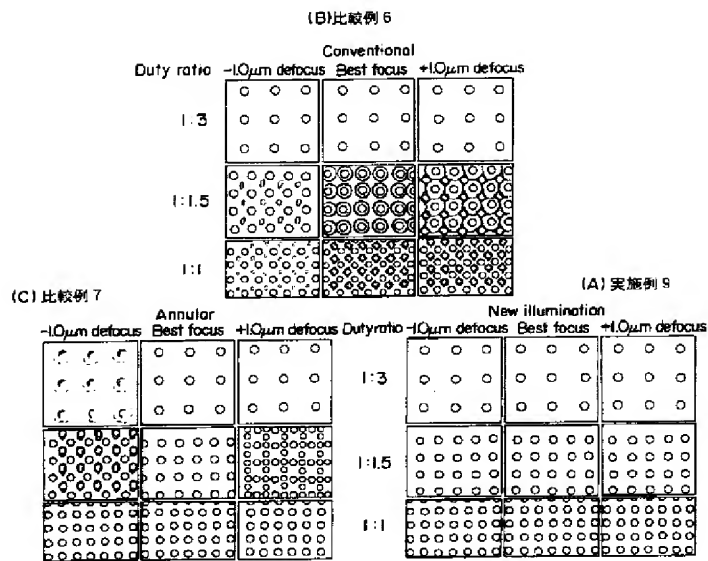 (B)比較例6
Conventional
Duty ratio -1.0μm defocus Best focus +1.0μm defocus
1:3
1:1.5
1:1
(C)比較例7
Annular
-1.0μm defocus Best focus +1.0μm defocus
(A)実施例9
New illumination
Dutyratio -1.0μm defocus Best focus +1.0μm defocus
1:3
1:1.5
1:1